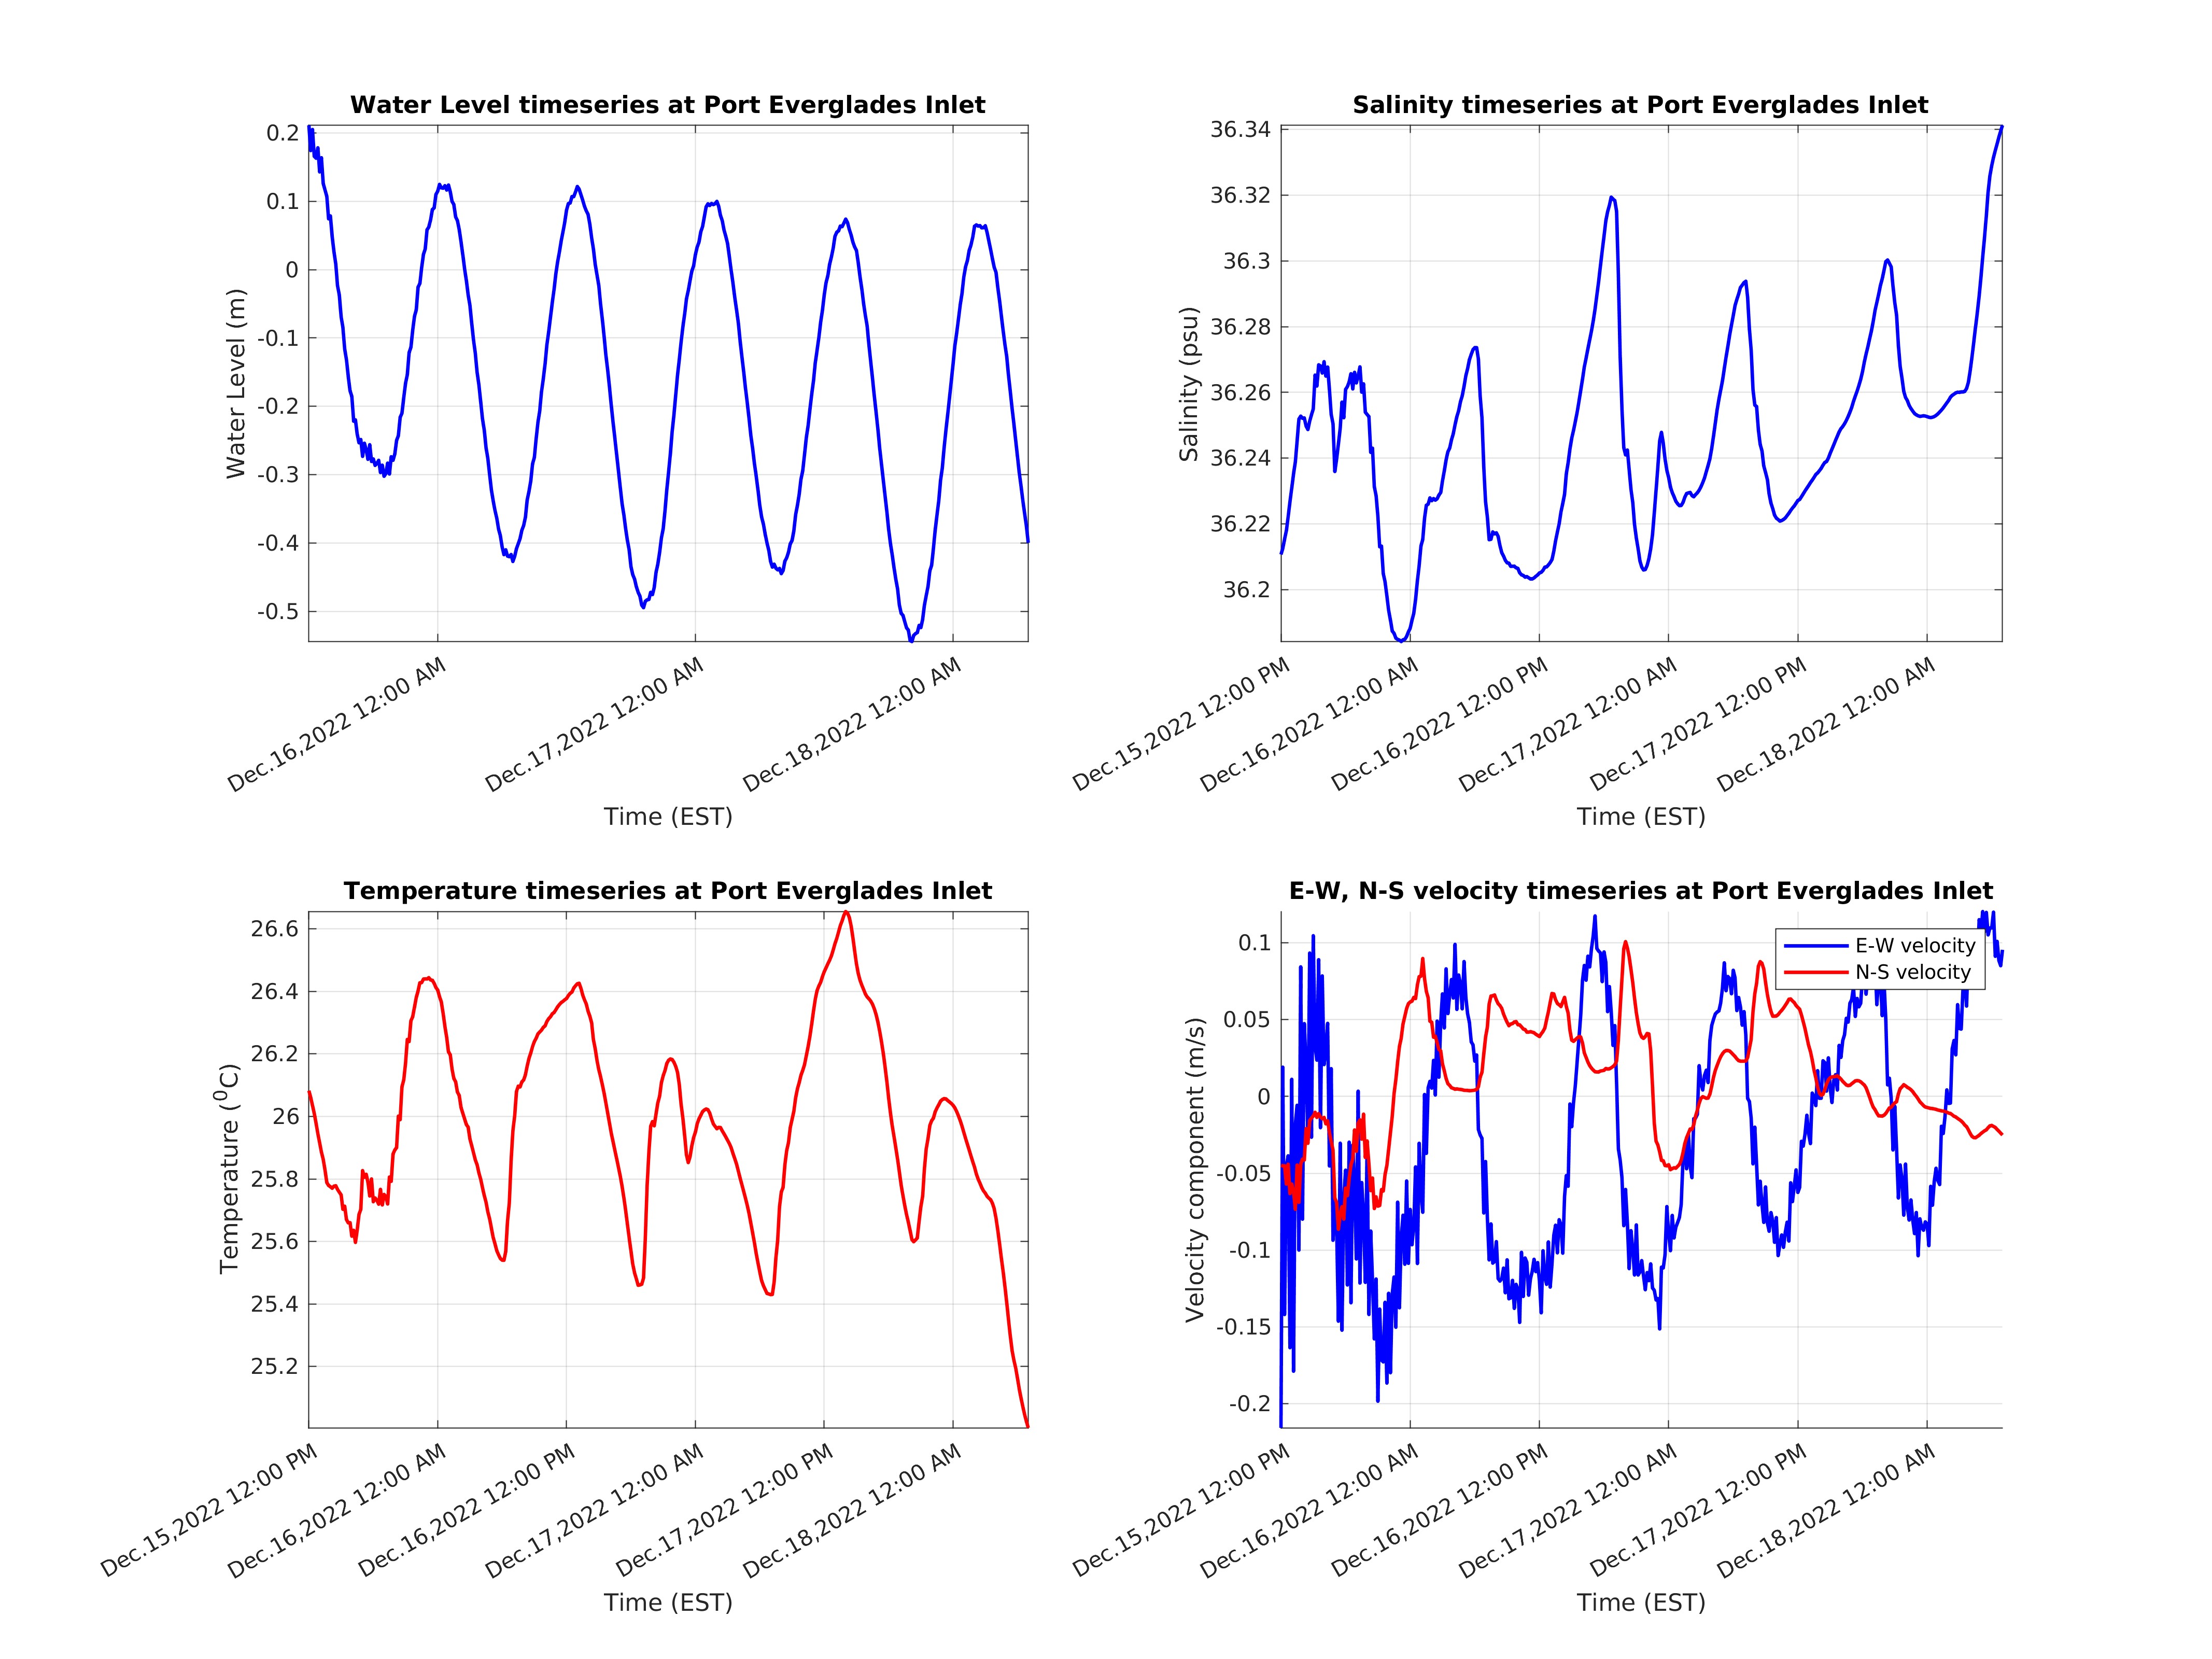 Water Level timeseries at Port Everglades Inlet
Water Level (m)
0.2
0.1
0
-0.1
-0.2
-0.3
-0.4
-0.5
Dec.16,2022 12:00 AM
Dec.17,2022 12:00 AM
Dec.18,2022 12:00 AM
Time (EST)
Salinity timeseries at Port Everglades Inlet
Salinity (psu)
36.34
36.32
36.3
36.28
36.26
36.24
36.22
36.2
Dec.15,2022 12:00 PM
Dec.16,2022 12:00 AM
Dec.16,2022 12:00 PM
Dec.17,2022 12:00 AM
Dec.17,2022 12:00 PM
Dec.18,2022 12:00 AM
Time (EST)
Temperature timeseries at Port Everglades Inlet
Temperature (⁰C)
26.6
26.4
26.2
26
25.8
25.6
25.4
25.2
Dec.15,2022 12:00 PM
Dec.16,2022 12:00 AM
Dec.16,2022 12:00 PM
Dec.17,2022 12:00 AM
Dec.17,2022 12:00 PM
Dec.18,2022 12:00 AM
Time (EST)
E-W, N-S velocity timeseries at Port Everglades Inlet
Velocity component (m/s)
0.1
0.05
0
-0.05
-0.1
-0.15
-0.2
E-W velocity
N-S velocity
Dec.15,2022 12:00 PM
Dec.16,2022 12:00 AM
Dec.16,2022 12:00 PM
Dec.17,2022 12:00 AM
Dec.17,2022 12:00 PM
Dec.18,2022 12:00 AM
Time (EST)